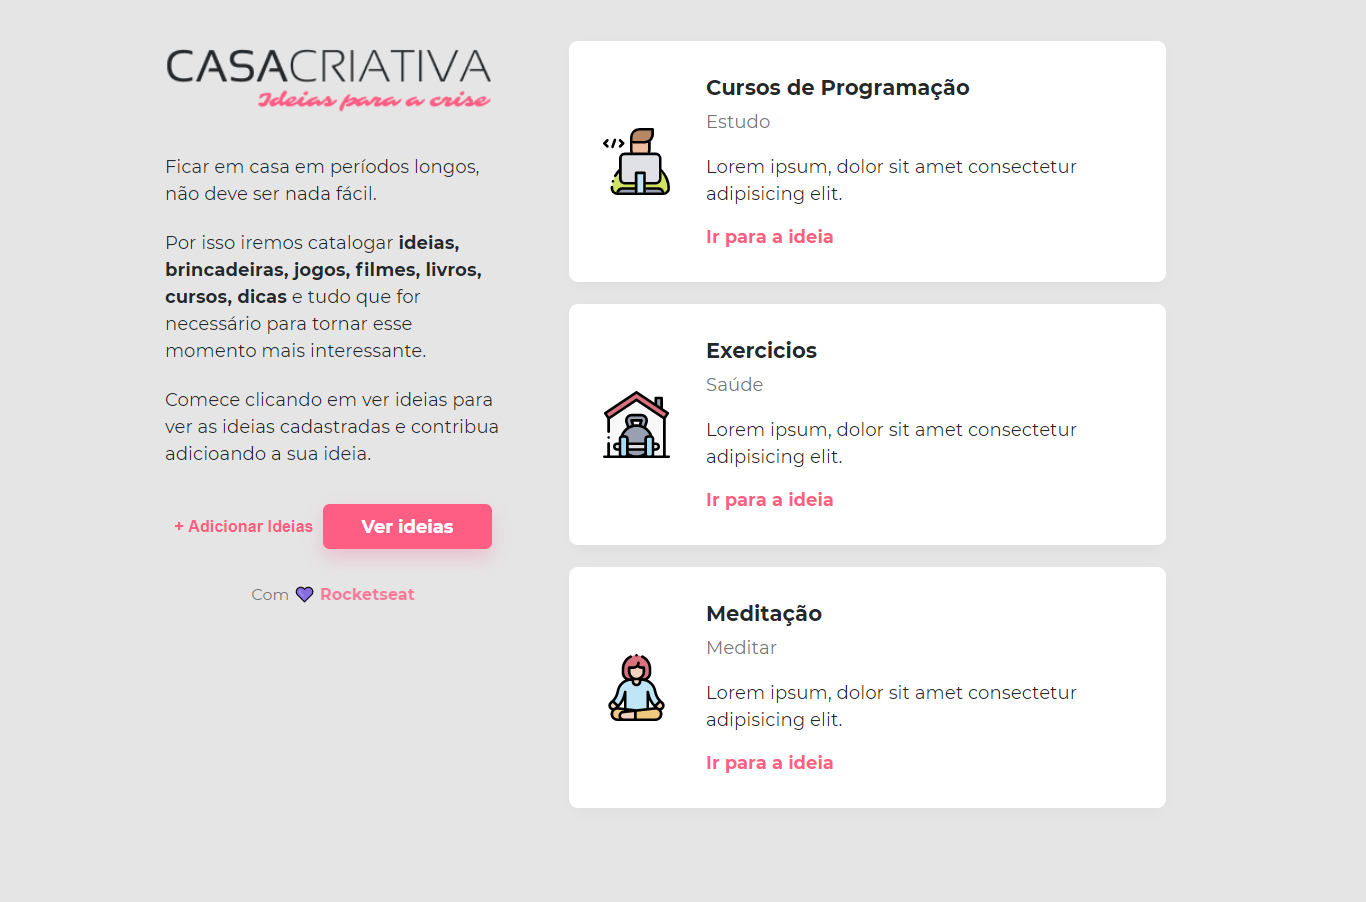 CASACRIATIVA
Ideias para a crise
Ficar em casa em períodos longos,
não deve ser nada fácil.
Por isso iremos catalogar ideias,
brincadeiras, jogos, filmes, livros,
cursos, dicas e tudo que for
necessário para tornar esse
momento mais interessante.
Comece clicando em ver ideias para
ver as ideias cadastradas e contribua
adicioando a sua ideia.
+ Adicionar Ideias
Ver ideias
Com 💜 Rocketseat
Cursos de Programação
Estudo
</>
Lorem ipsum, dolor sit amet consectetur
adipisicing elit.
Ir para a ideia
Exercicios
Saúde
Lorem ipsum, dolor sit amet consectetur
adipisicing elit.
Ir para a ideia
Meditação
Meditar
Lorem ipsum, dolor sit amet consectetur
adipisicing elit.
Ir para a ideia